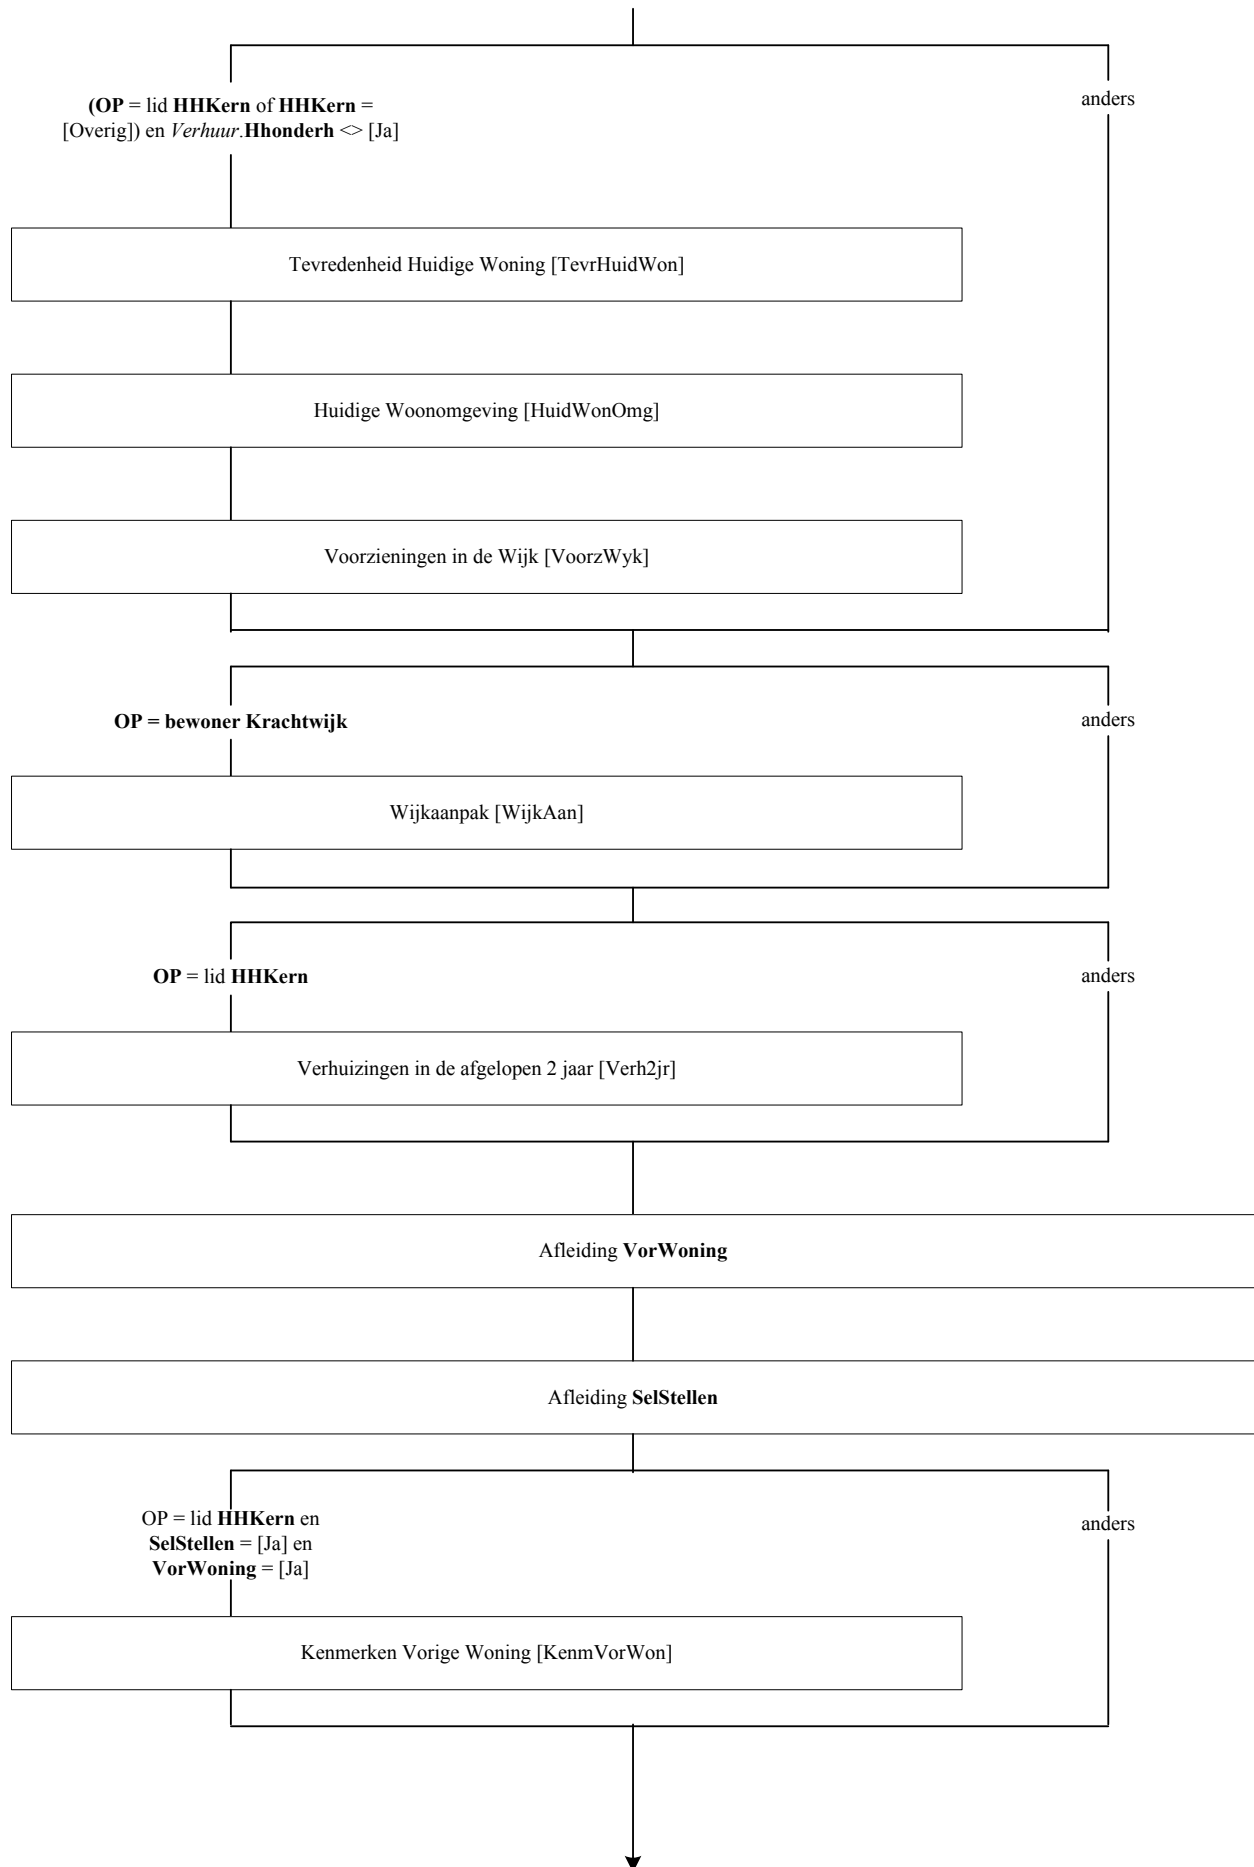 (OP = lid HHKern of HHKern =
[Overig]) en Verhuur.Hhonderh <> [Ja]
anders
Tevredenheid Huidige Woning [TevrHuidWon]
Huidige Woonomgeving [HuidWonOmg]
Voorzieningen in de Wijk [VoorzWyk]
OP = bewoner Krachtwijk
anders
Wijkaanpak [WijkAan]
OP = lid HHKern
anders
Verhuizingen in de afgelopen 2 jaar [Verh2jr]
Afleiding VorWoning
Afleiding SelStellen
OP = lid HHKern en
SelStellen = [Ja] en
VorWoning = [Ja]
anders
Kenmerken Vorige Woning [KenmVorWon]